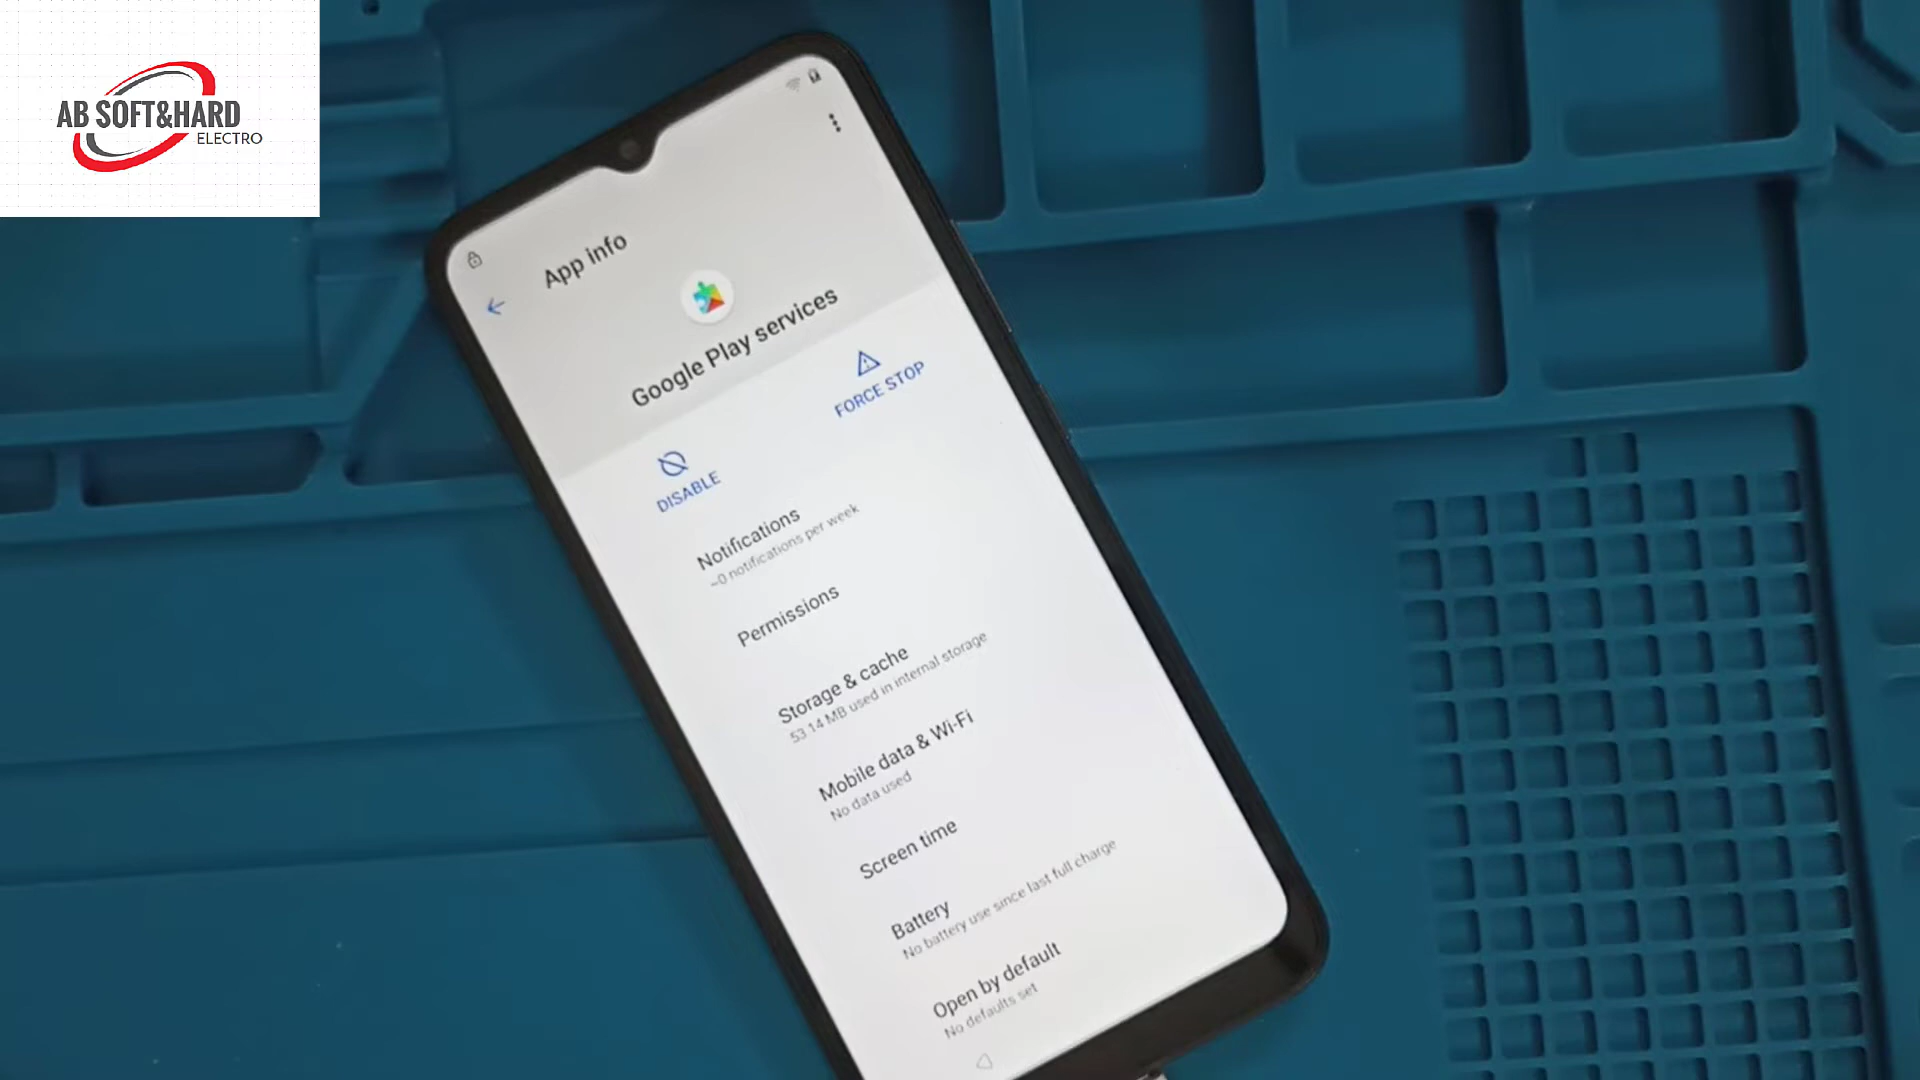 AB SOFT&HARD
ELECTRO
App info
Google Play services
DISABLE
FORCE STOP
Notifications
~0 notifications per week
Permissions
Storage & cache
53.14 MB used in internal storage
Mobile data & Wi-Fi
No data used
Screen time
Battery
No battery use since last full charge
Open by default
No defaults set